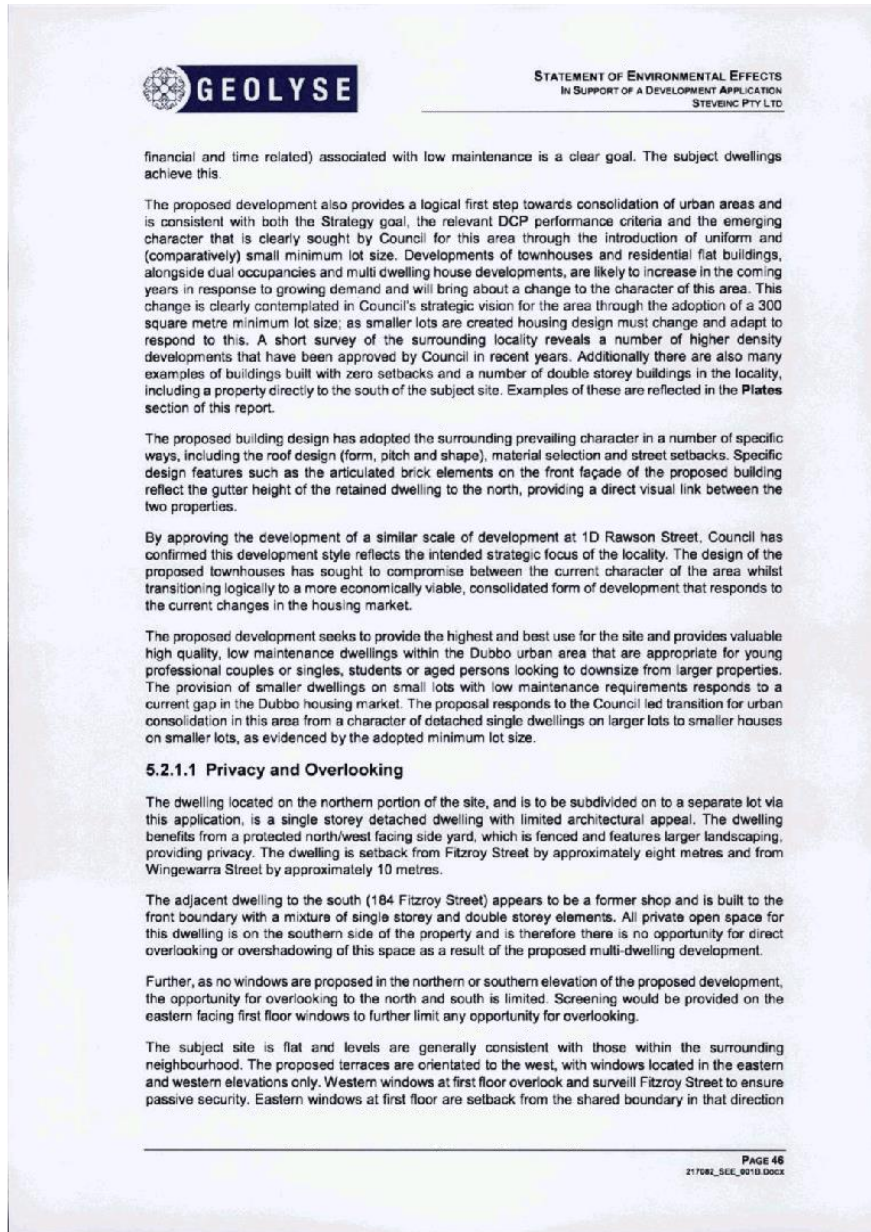 GEOLYSE
STATEMENT OF ENVIRONMENTAL EFFECTS
IN SUPPORT OF A DEVELOPMENT APPLICATION
STEVEINC PTY LTD
financial and time related) associated with low maintenance is a clear goal. The subject dwellings
achieve this.
The proposed development also provides a logical first step towards consolidation of urban areas and
is consistent with both the Strategy goal, the relevant DCP performance criteria and the emerging
character that is clearly sought by Council for this area through the introduction of uniform and
(comparatively) small minimum lot size. Developments of townhouses and residential flat buildings,
alongside dual occupancies and multi dwelling house developments, are likely to increase in the coming
years in response to growing demand and will bring about a change to the character of this area. This
change is clearly contemplated in Council's strategic vision for the area through the adoption of a 300
square metre minimum lot size; as smaller lots are created housing design must change and adapt to
respond to this. A short survey of the surrounding locality reveals a number of higher density
developments that have been approved by Council in recent years. Additionally there are also many
examples of buildings built with zero setbacks and a number of double storey buildings in the locality,
including a property directly to the south of the subject site. Examples of these are reflected in the Plates
section of this report.
The proposed building design has adopted the surrounding prevailing character in a number of specific
ways, including the roof design (form, pitch and shape), material selection and street setbacks. Specific
design features such as the articulated brick elements on the front façade of the proposed building
reflect the gutter height of the retained dwelling to the north, providing a direct visual link between the
two properties.
By approving the development of a similar scale of development at 1D Rawson Street, Council has
confirmed this development style reflects the intended strategic focus of the locality. The design of the
proposed townhouses has sought to compromise between the current character of the area whilst
transitioning logically to a more economically viable, consolidated form of development that responds to
the current changes in the housing market.
The proposed development seeks to provide the highest and best use for the site and provides valuable
high quality, low maintenance dwellings within the Dubbo urban area that are appropriate for young
professional couples or singles, students or aged persons looking to downsize from larger properties.
The provision of smaller dwellings on small lots with low maintenance requirements responds to a
current gap in the Dubbo housing market. The proposal responds to the Council led transition for urban
consolidation in this area from a character of detached single dwellings on larger lots to smaller houses
on smaller lots, as evidenced by the adopted minimum lot size.
5.2.1.1 Privacy and Overlooking
The dwelling located on the northern portion of the site, and is to be subdivided on to a separate lot via
this application, is a single storey detached dwelling with limited architectural appeal. The dwelling
benefits from a protected north/west facing side yard, which is fenced and features larger landscaping,
providing privacy. The dwelling is setback from Fitzroy Street by approximately eight metres and from
Wingewarra Street by approximately 10 metres.
The adjacent dwelling to the south (184 Fitzroy Street) appears to be a former shop and is built to the
front boundary with a mixture of single storey and double storey elements. All private open space for
this dwelling is on the southern side of the property and is therefore there is no opportunity for direct
overlooking or overshadowing of this space as a result of the proposed multi-dwelling development.
Further, as no windows are proposed in the northern or southern elevation of the proposed development,
the opportunity for overlooking to the north and south is limited. Screening would be provided on the
eastern facing first floor windows to further limit any opportunity for overlooking.
The subject site is flat and levels are generally consistent with those within the surrounding
neighbourhood. The proposed terraces are orientated to the west, with windows located in the eastern
and western elevations only. Western windows at first floor overlook and surveill Fitzroy Street to ensure
passive security. Eastern windows at first floor are setback from the shared boundary in that direction
PAGE 46
217082_SEE_001B.DOCX